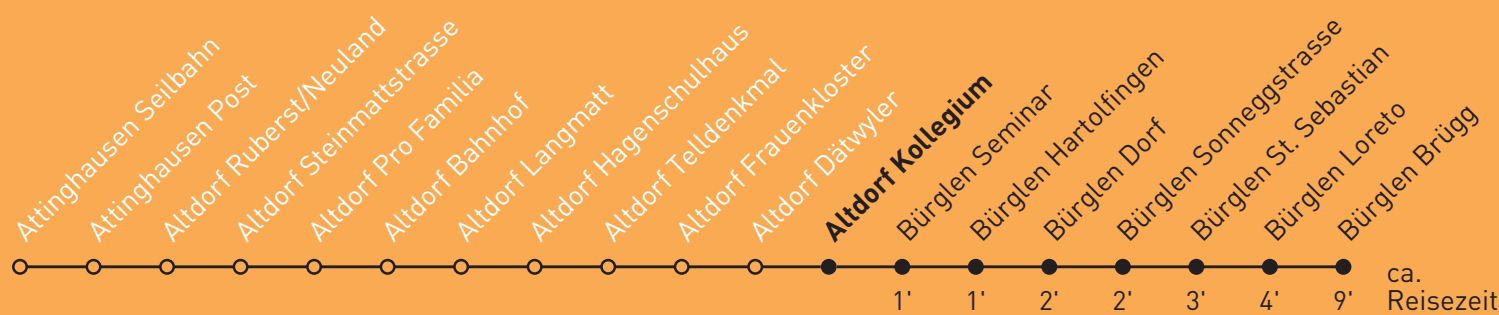 Attinghausen Seilbahn
Attinghausen Post
Altdorf Ruberst/Neuland
Altdorf Steinmattstrasse
Altdorf Pro Familia
Altdorf Bahnhof
Altdorf Langmatt
Altdorf Hagenschulhaus
Altdorf Telldenkmal
Altdorf Frauenkloster
Altdorf Dätwyler
Altdorf Kollegium
Bürglen Seminar
Bürglen Hartolfingen
Bürglen Dorf
Bürglen Sonneggstrasse
Bürglen St. Sebastian
Bürglen Loreto
Bürglen Brügg
1' 1' 2' 2' 3' 4' 9'
ca.
Reisezeit